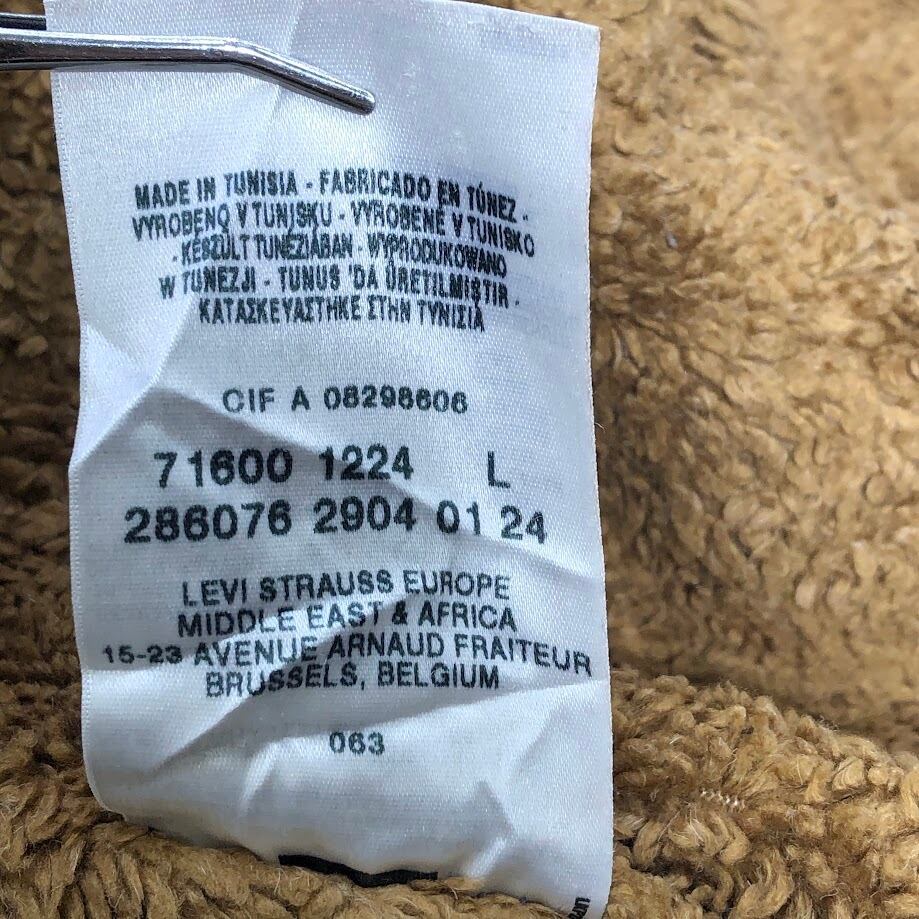 MADE IN TUNISIA - FABRICADO EN TÚNEZ -
VYROBENO V TUNISKU - VYROBENÉ V TUNISKO
- KÉSZÜLT TUNÉZIÁBAN - WYPRODUKOWANO
W TUNEZJI - TUNUS 'DA ÜRETILMIŞTIR -
ΚΑΤΑΣΚΕΥΑΣΤΗΚΕ ΣΤΗΝ ΤΥΝΙΣΙΑ
CIF A 08298606
71600 1224 L
286076 2904 01 24
LEVI STRAUSS EUROPE
MIDDLE EAST & AFRICA
15-23 AVENUE ARNAUD FRAITEUR
BRUSSELS, BELGIUM
063